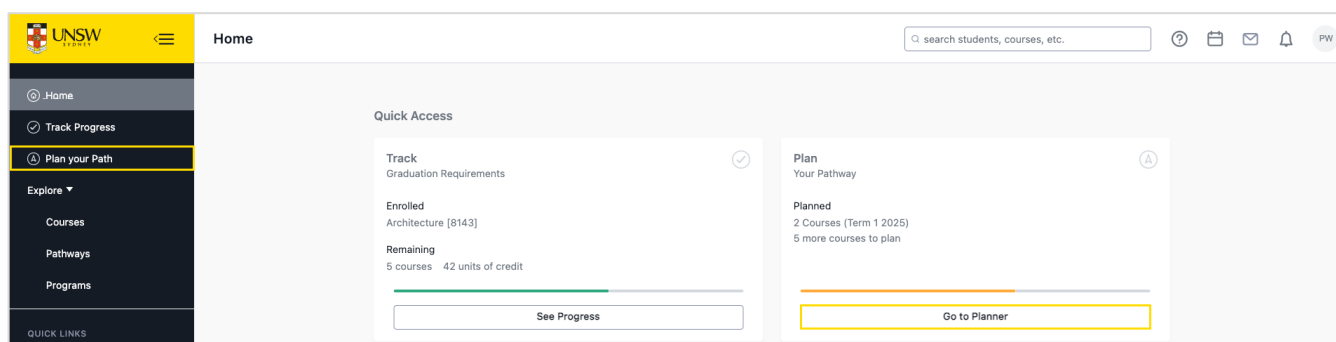 UNSW
SYDNEY
Home
search students, courses, etc.
PW
.Home
Track Progress
Plan your Path
Explore
Courses
Pathways
Programs
QUICK LINKS
Quick Access
Track
Graduation Requirements
Enrolled
Architecture [8143]
Remaining
5 courses 42 units of credit
See Progress
Plan
Your Pathway
Planned
2 Courses (Term 1 2025)
5 more courses to plan
Go to Planner